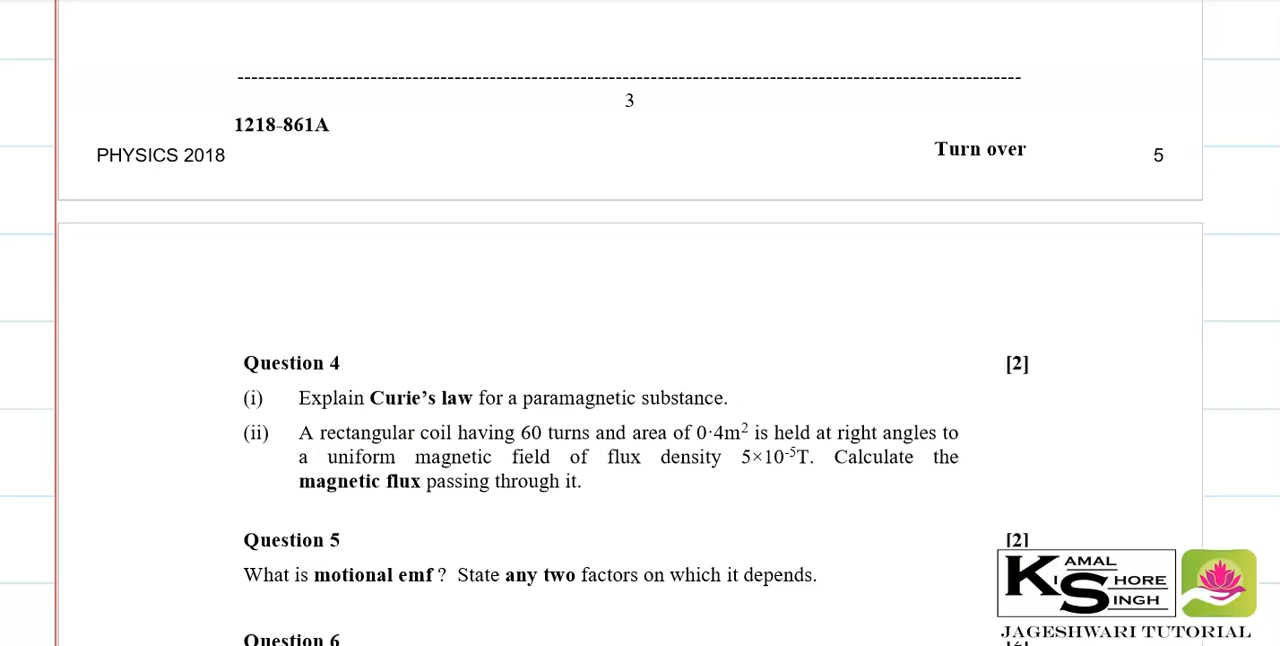 3
1218-861A
Turn over
PHYSICS 2018
5
Question 4 [2]
(i) Explain Curie’s law for a paramagnetic substance.
(ii) A rectangular coil having 60 turns and area of 0·4m² is held at right angles to
a uniform magnetic field of flux density 5×10⁻⁵T. Calculate the
magnetic flux passing through it.
Question 5 [2]
What is motional emf ? State any two factors on which it depends.
KAMAL
KISHORE
SINGH
JAGESHWARI TUTORIAL
Question 6